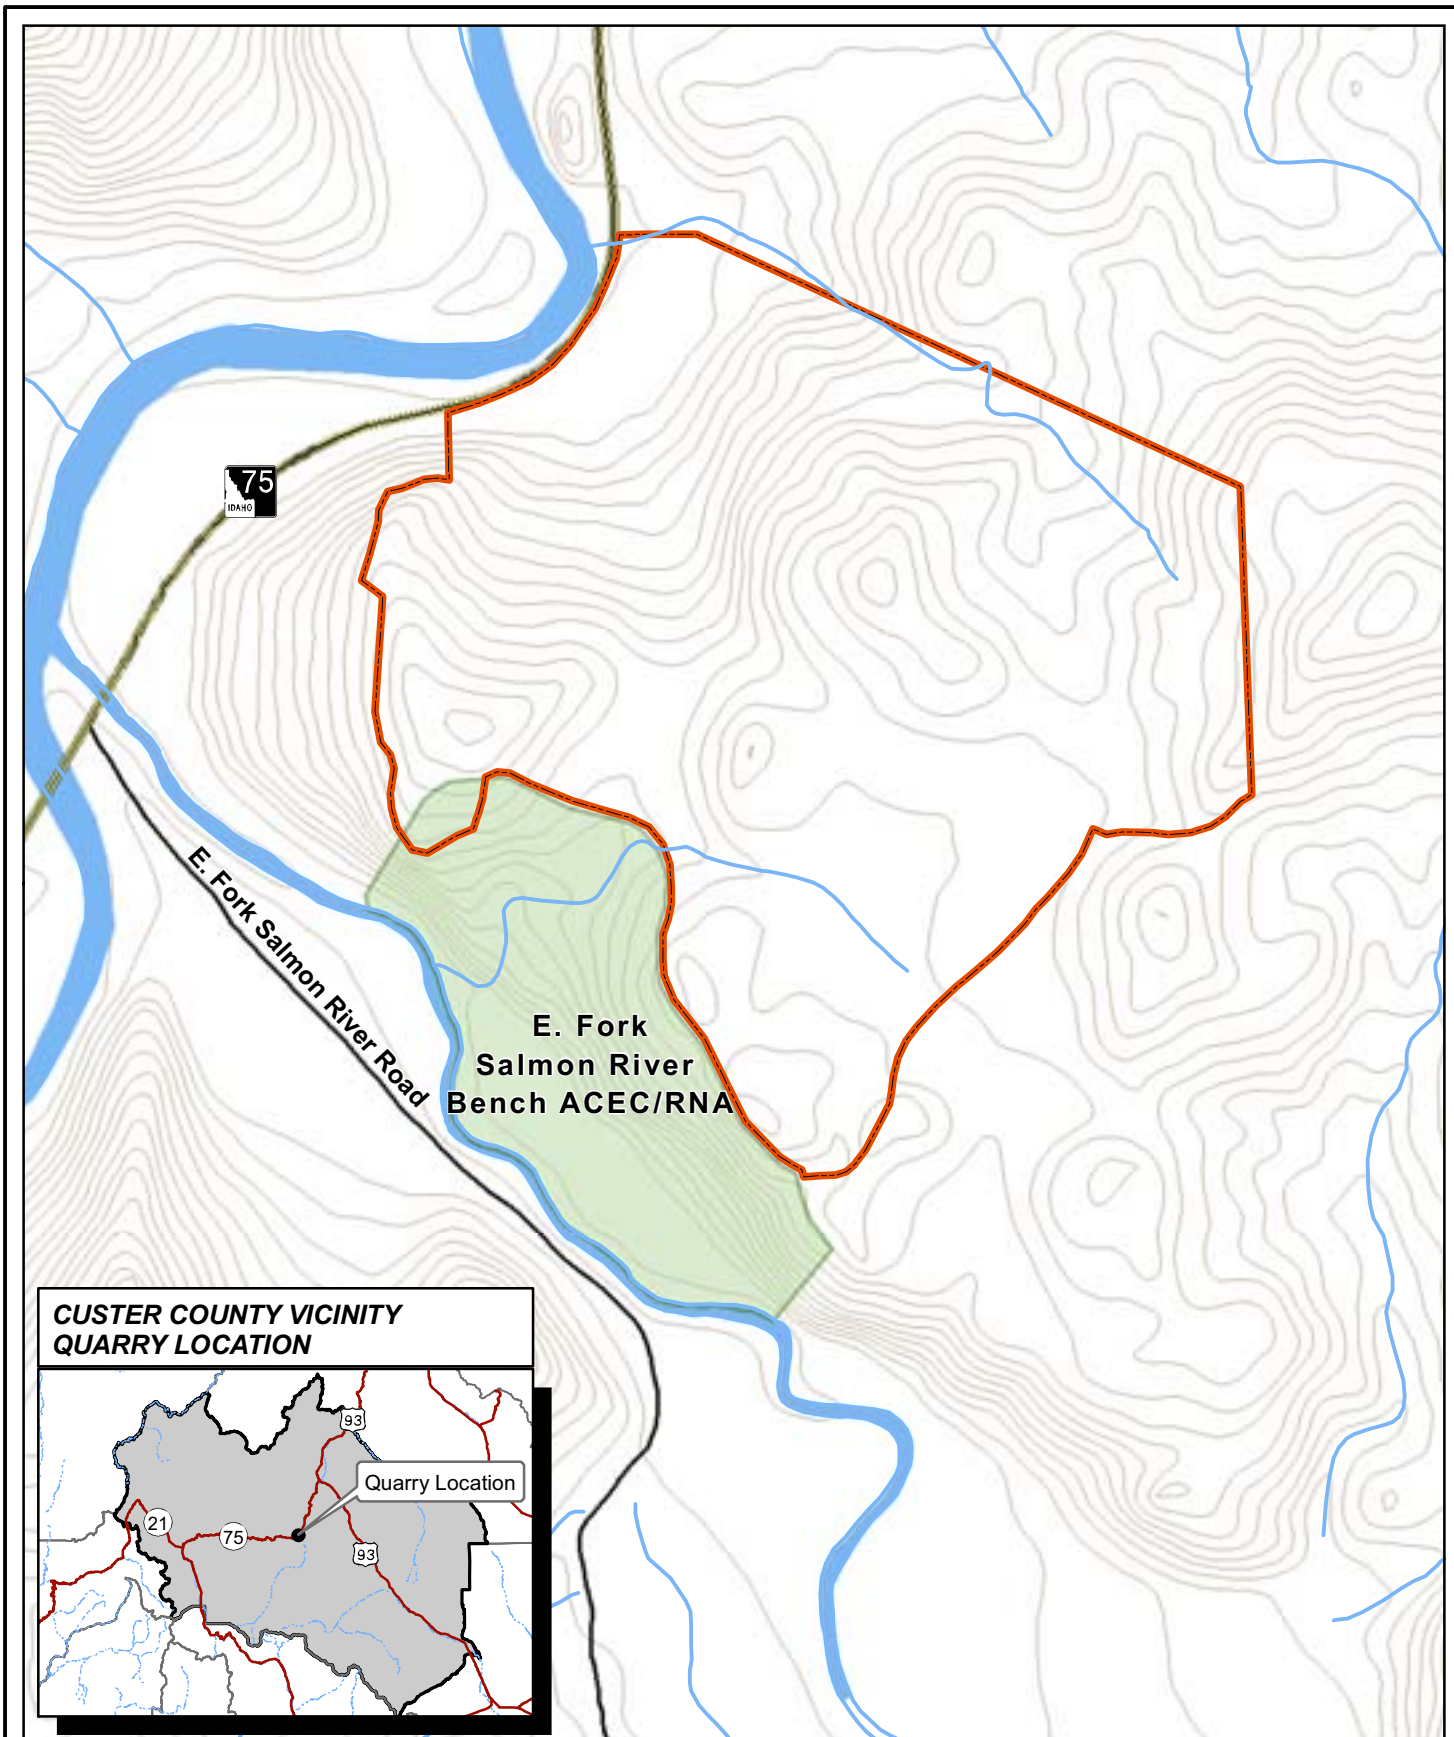 75
IDAHO
E. Fork Salmon River Road
E. Fork
Salmon River
Bench ACEC/RNA
CUSTER COUNTY VICINITY
QUARRY LOCATION
93
Quarry Location
21
75
93